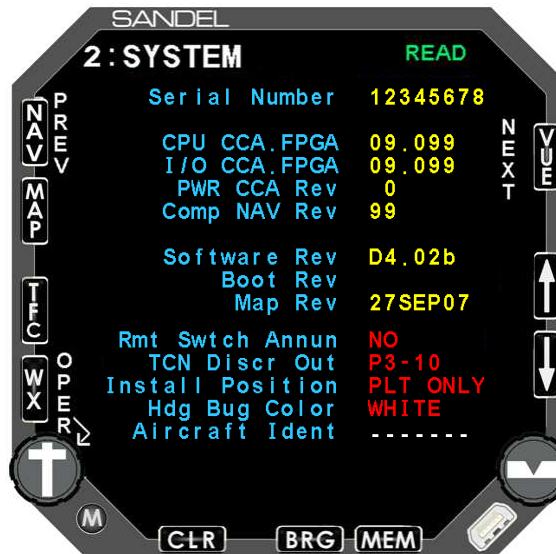 SANDEL
2:SYSTEM READ
Serial Number 12345678
CPU CCA.FPGA 09.099
I/O CCA.FPGA 09.099
PWR CCA Rev 0
Comp NAV Rev 99
Software Rev D4.02b
Boot Rev
Map Rev 27SEP07
Rmt Swtch Annun NO
TCN Discr Out P3-10
Install Position PLT ONLY
Hdg Bug Color WHITE
Aircraft Ident -------
NAV
PREV
MAP
TFC
WX
OPER
NEXT
VUE
M
CLR
BRG
MEM